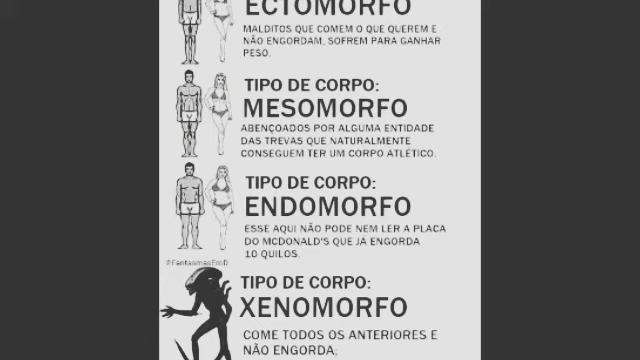 ECTOMORFO
MALDITOS QUE COMEM O QUE QUEREM E
NÃO ENGORDAM, SOFREM PARA GANHAR
PESO.
TIPO DE CORPO:
MESOMORFO
ABENÇOADOS POR ALGUMA ENTIDADE
DAS TREVAS QUE NATURALMENTE
CONSEGUEM TER UM CORPO ATLÉTICO.
TIPO DE CORPO:
ENDOMORFO
ESSE AQUI NÃO PODE NEM LER A PLACA
DO MCDONALD'S QUE JA ENGORDA
10 QUILOS.
@FantasmasEmD
TIPO DE CORPO:
XENOMORFO
COME TODOS OS ANTERIORES E
NÃO ENGORDA;